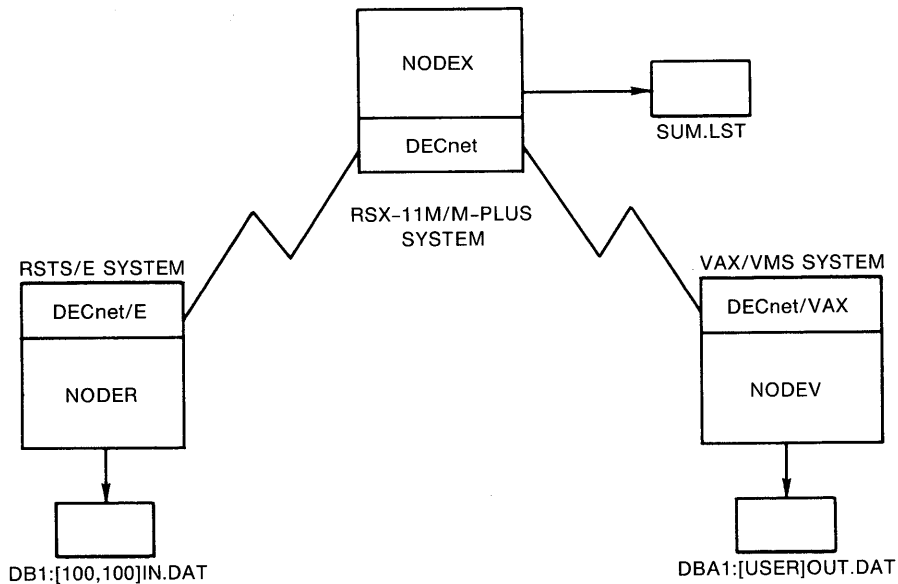 NODEX
DECnet
SUM.LST
RSX-11M/M-PLUS
SYSTEM
RSTS/E SYSTEM
DECnet/E
NODER
DB1:[100,100]IN.DAT
VAX/VMS SYSTEM
DECnet/VAX
NODEV
DBA1:[USER]OUT.DAT